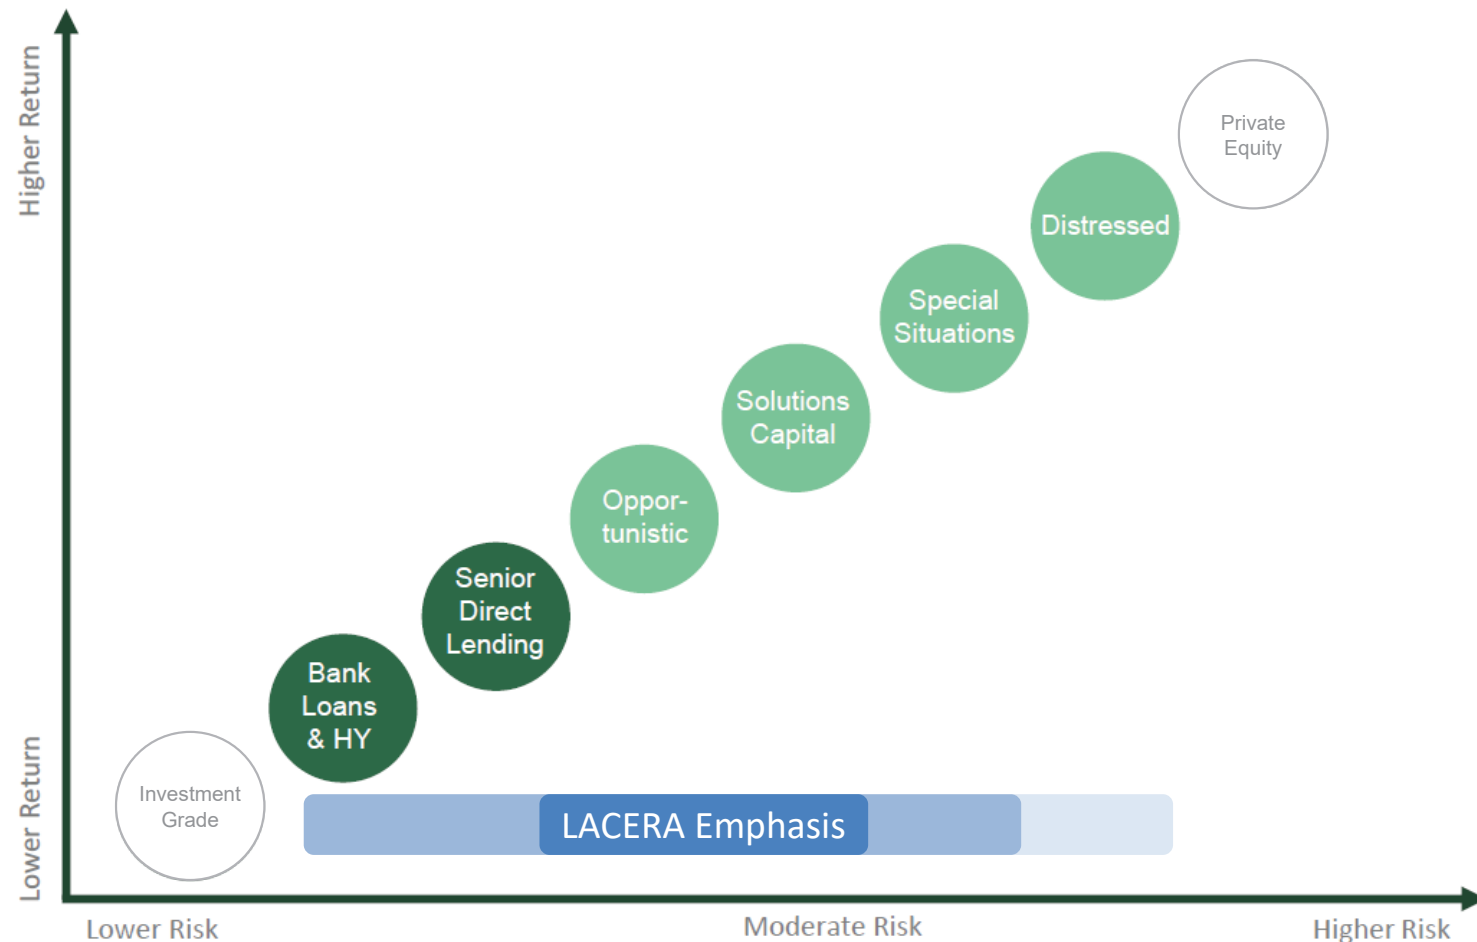 Higher Return
Private
Equity
Distressed
Special
Situations
Solutions
Capital
Oppor-
tunistic
Senior
Direct
Lending
Bank
Loans
& HY
Investment
Grade
LACERA Emphasis
Lower Return
Lower Risk
Moderate Risk
Higher Risk